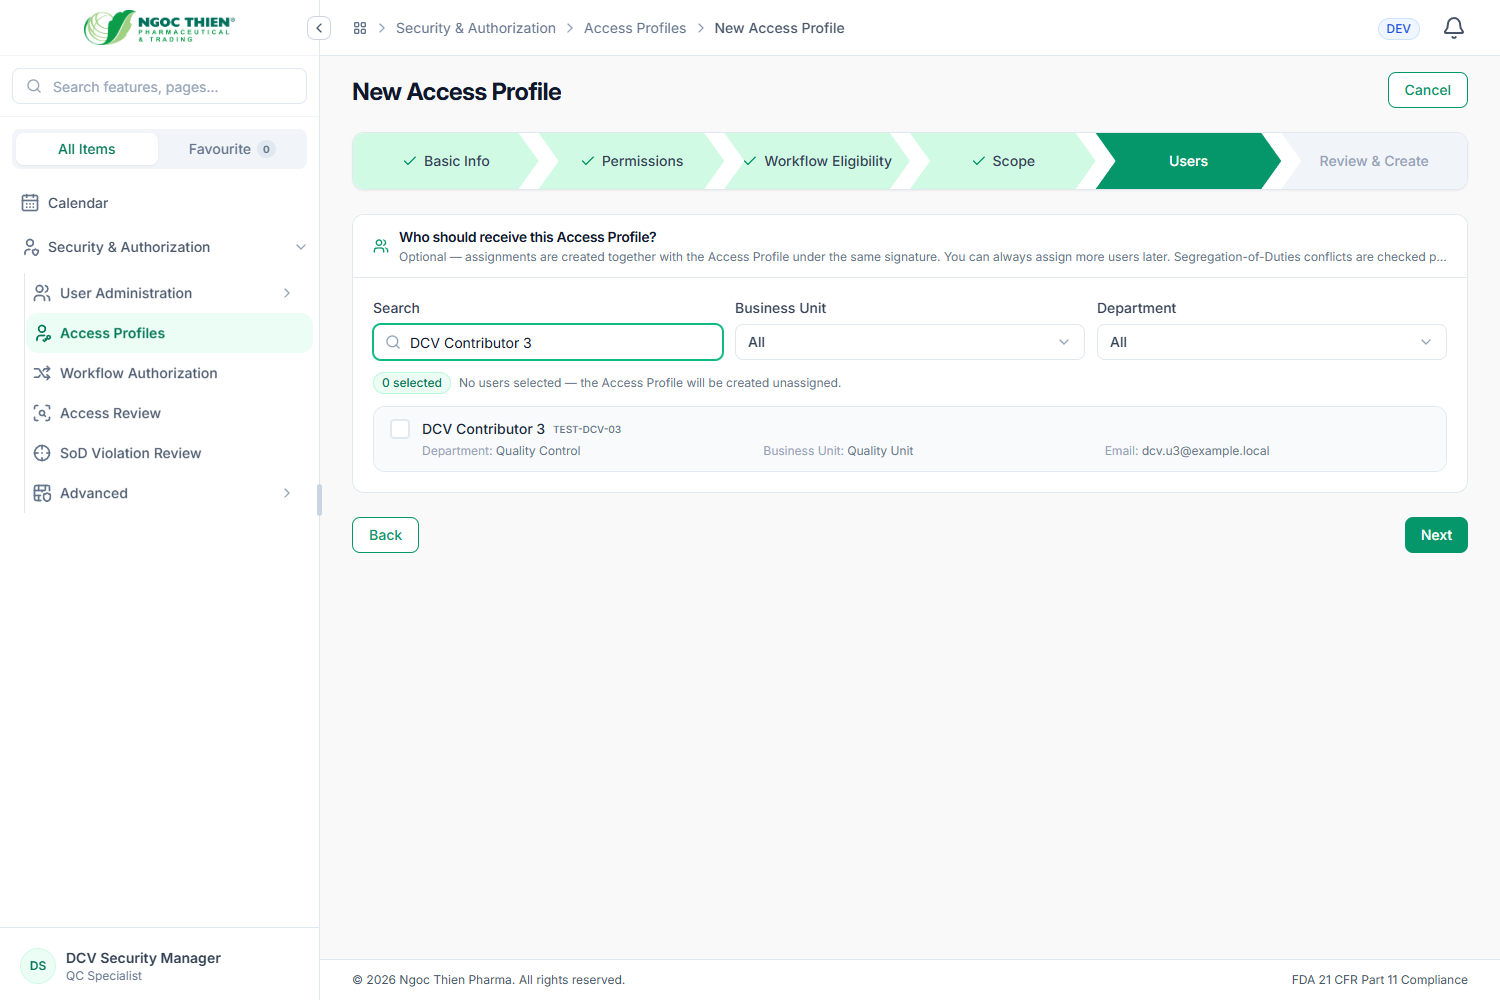 NGOC THIEN®
PHARMACEUTICAL
& TRADING
Security & Authorization
Access Profiles
New Access Profile
DEV
Search features, pages...
All Items
Favourite 0
Calendar
Security & Authorization
User Administration
Access Profiles
Workflow Authorization
Access Review
SoD Violation Review
Advanced
DS
DCV Security Manager
QC Specialist
New Access Profile
Cancel
Basic Info
Permissions
Workflow Eligibility
Scope
Users
Review & Create
Who should receive this Access Profile?
Optional — assignments are created together with the Access Profile under the same signature. You can always assign more users later. Segregation-of-Duties conflicts are checked p...
Search
Business Unit
Department
DCV Contributor 3
All
All
0 selected
No users selected — the Access Profile will be created unassigned.
DCV Contributor 3 TEST-DCV-03
Department: Quality Control
Business Unit: Quality Unit
Email: dcv.u3@example.local
Back
Next
© 2026 Ngoc Thien Pharma. All rights reserved.
FDA 21 CFR Part 11 Compliance